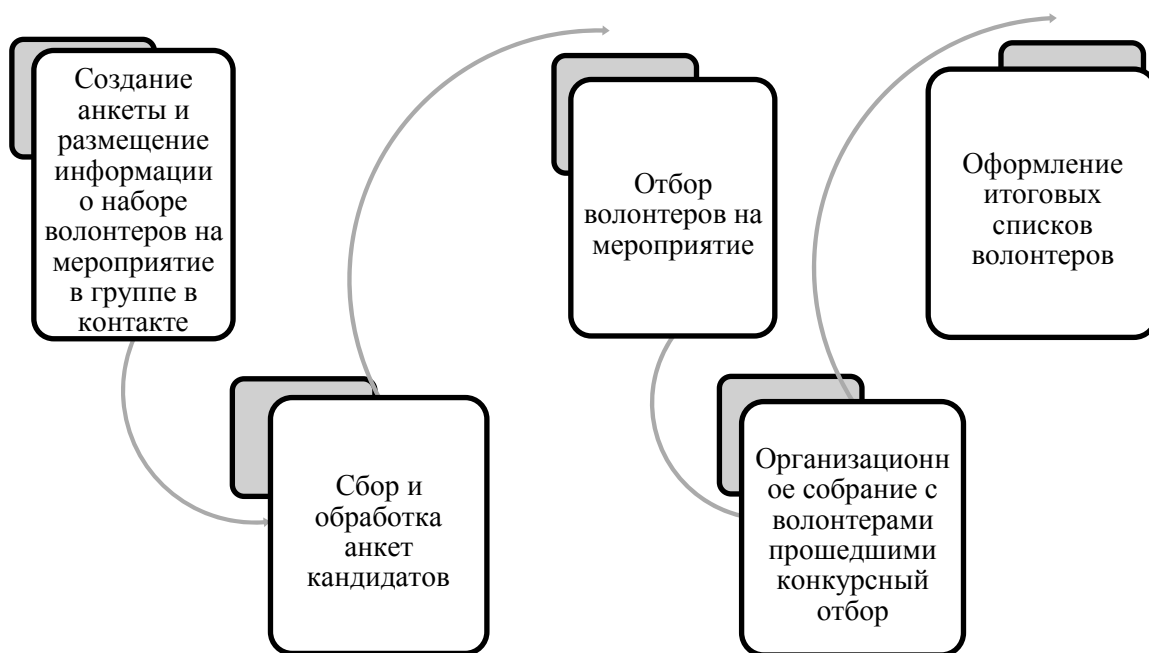 Создание
анкеты и
размещение
информации
о наборе
волонтеров на
мероприятие
в группе в
контакте
Сбор и
обработка
анкет
кандидатов
Отбор
волонтеров на
мероприятие
Организационн
ое собрание с
волонтерами
прошедшими
конкурсный
отбор
Оформление
итоговых
списков
волонтеров